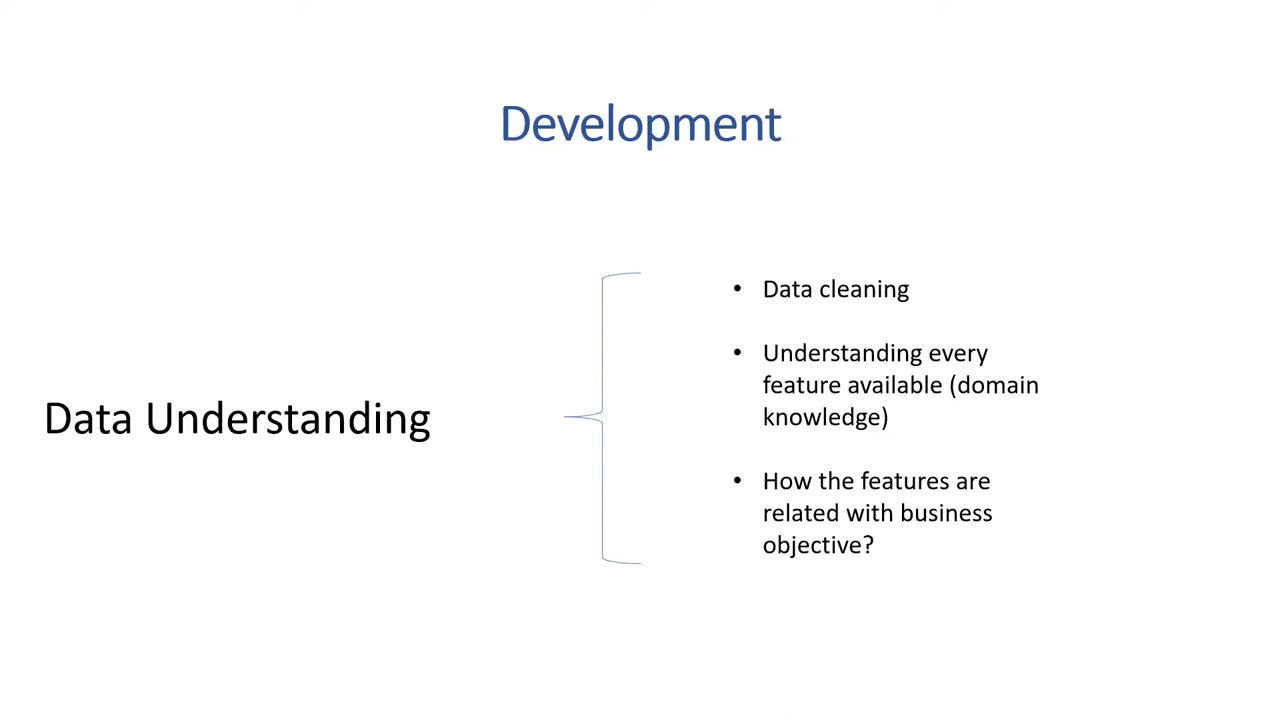 Development
Data Understanding
• Data cleaning
• Understanding every
feature available (domain
knowledge)
• How the features are
related with business
objective?